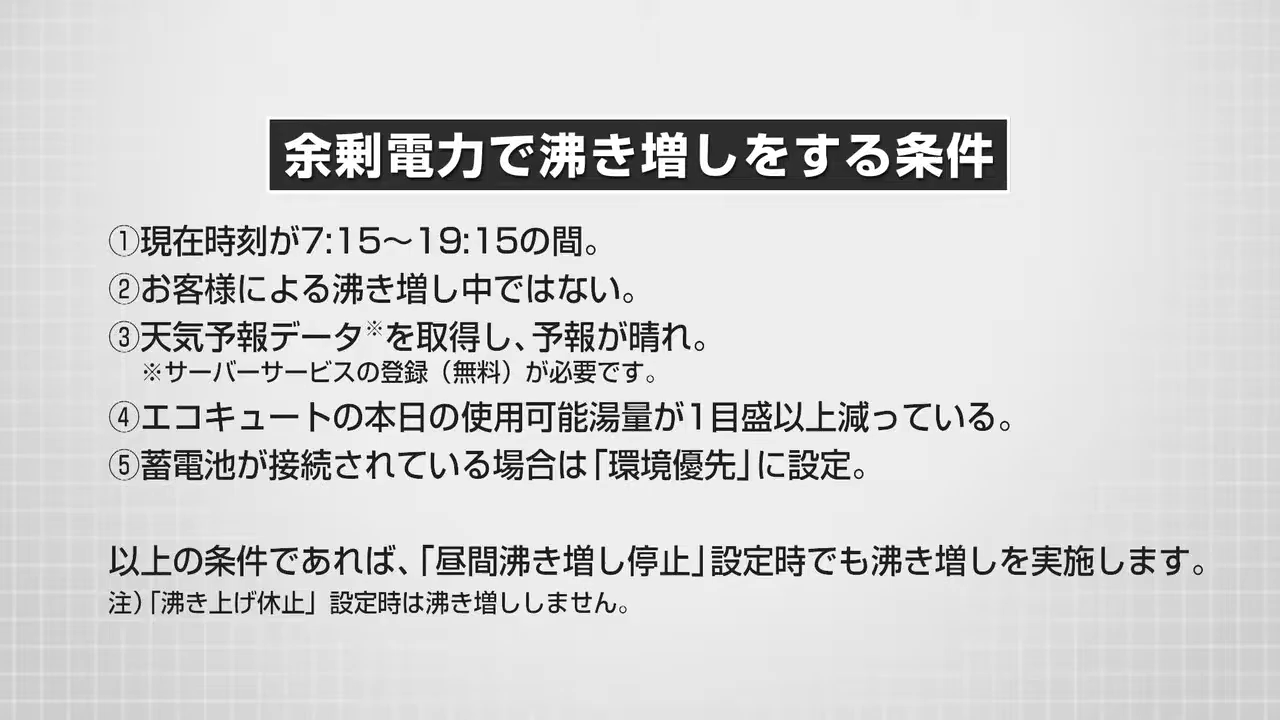 余剰電力で沸き増しをする条件
①現在時刻が7:15～19:15の間。
②お客様による沸き増し中ではない。
③天気予報データ※を取得し、予報が晴れ。
※サーバーサービスの登録（無料）が必要です。
④エコキュートの本日の使用可能湯量が1目盛以上減っている。
⑤蓄電池が接続されている場合は「環境優先」に設定。
以上の条件であれば、「昼間沸き増し停止」設定時でも沸き増しを実施します。
注）「沸き上げ休止」設定時は沸き増ししません。